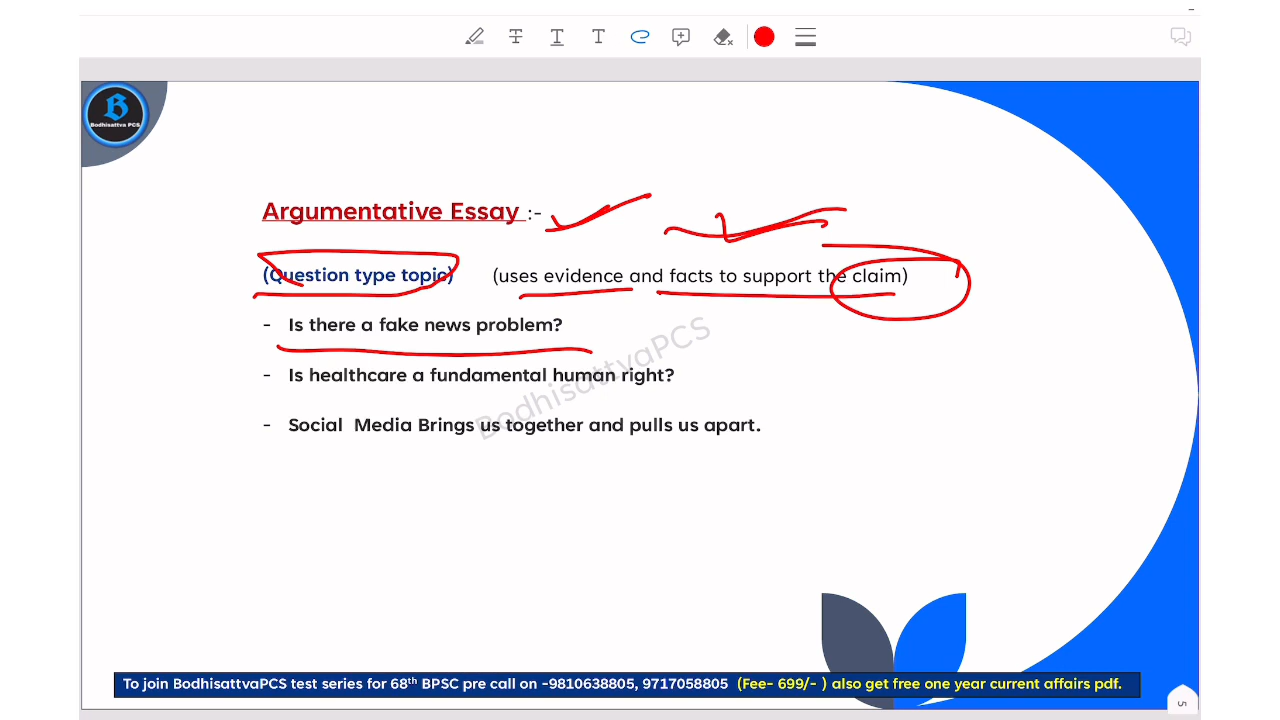 B
Bodhisattva PCS
Argumentative Essay :-
(Question type topic) (uses evidence and facts to support the claim)
- Is there a fake news problem?
- Is healthcare a fundamental human right?
- Social Media Brings us together and pulls us apart.
BodhisattvaPCS
To join BodhisattvaPCS test series for 68th BPSC pre call on -9810638805, 9717058805 (Fee- 699/- ) also get free one year current affairs pdf.
5